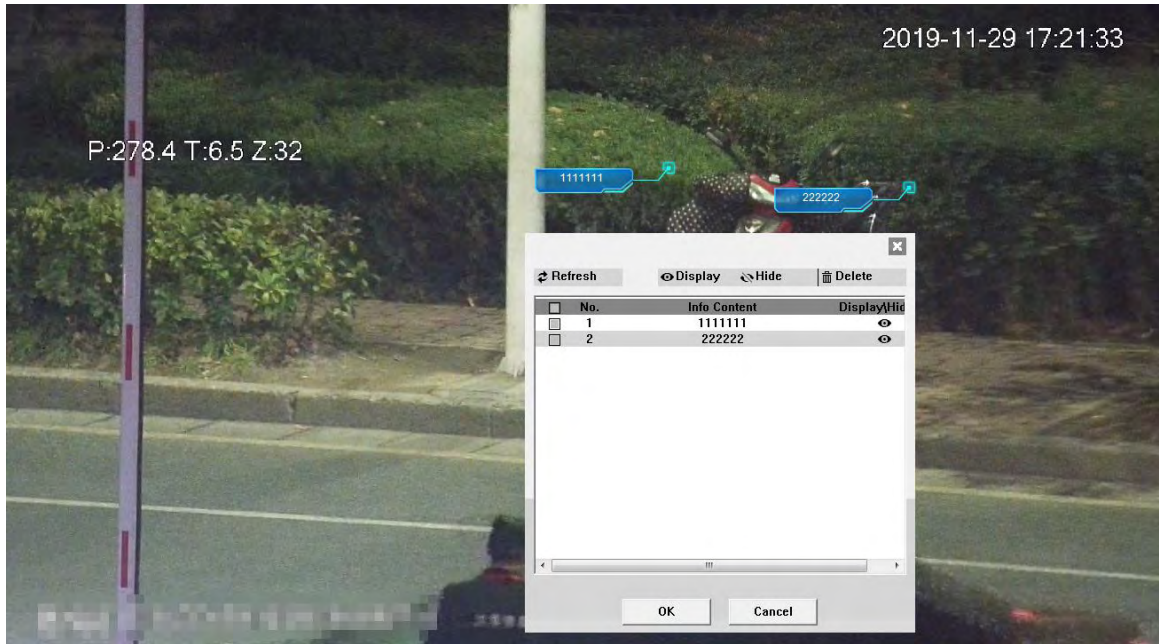 2019-11-29 17:21:33
P:278.4 T:6.5 Z:32
1111111
222222
Refresh Display Hide Delete
No. Info Content Display\Hid
1 1111111
2 222222
OK Cancel